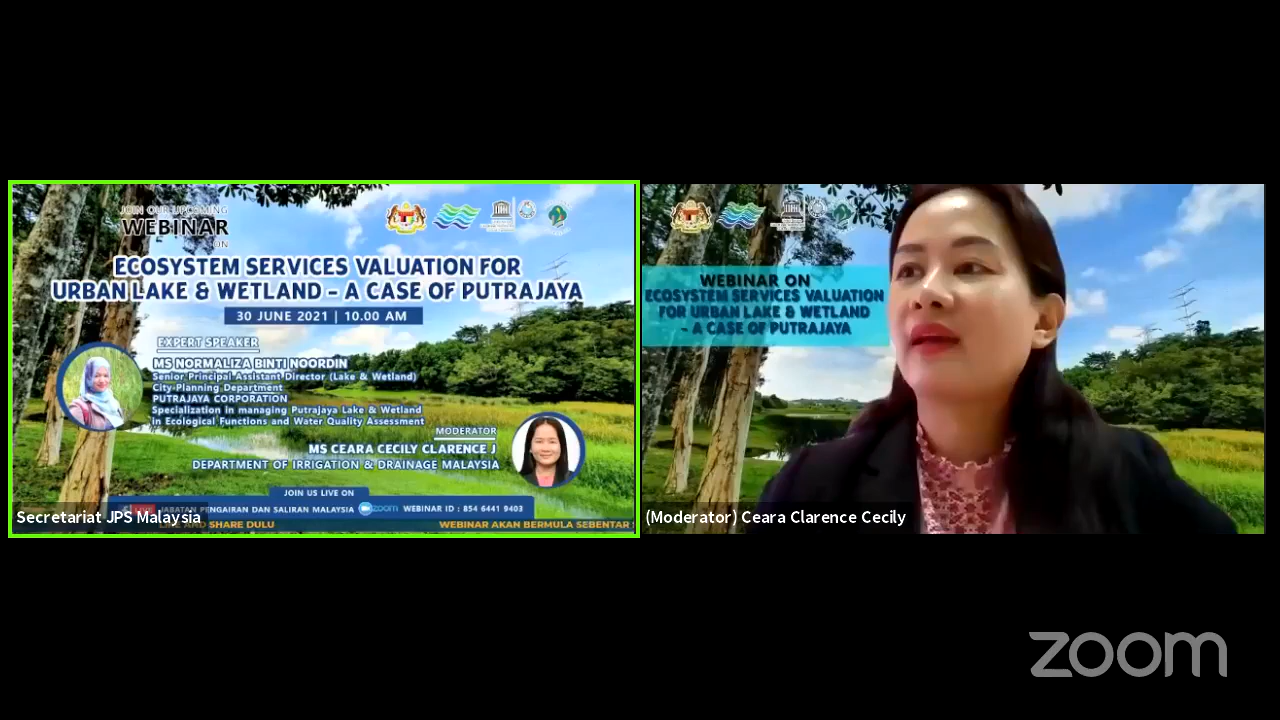 JOIN OUR UPCOMING
WEBINAR
ON
ECOSYSTEM SERVICES VALUATION FOR
URBAN LAKE & WETLAND – A CASE OF PUTRAJAYA
30 JUNE 2021 | 10.00 AM
EXPERT SPEAKER
MS NORMALIZA BINTI NOORDIN
Senior Principal Assistant Director (Lake & Wetland)
City Planning Department
PUTRAJAYA CORPORATION
Specialization in managing Putrajaya Lake & Wetland
in Ecological Functions and Water Quality Assessment
MODERATOR
MS CEARA CECILY CLARENCE J
DEPARTMENT OF IRRIGATION & DRAINAGE MALAYSIA
JOIN US LIVE ON
JABATAN PENGAIRAN DAN SALIRAN MALAYSIA zoom WEBINAR ID : 854 6441 9403
AND SHARE DULU WEBINAR AKAN BERMULA SEBENTAR
Secretariat JPS Malaysia
WEBINAR ON
ECOSYSTEM SERVICES VALUATION
FOR URBAN LAKE & WETLAND
– A CASE OF PUTRAJAYA
(Moderator) Ceara Clarence Cecily
zoom